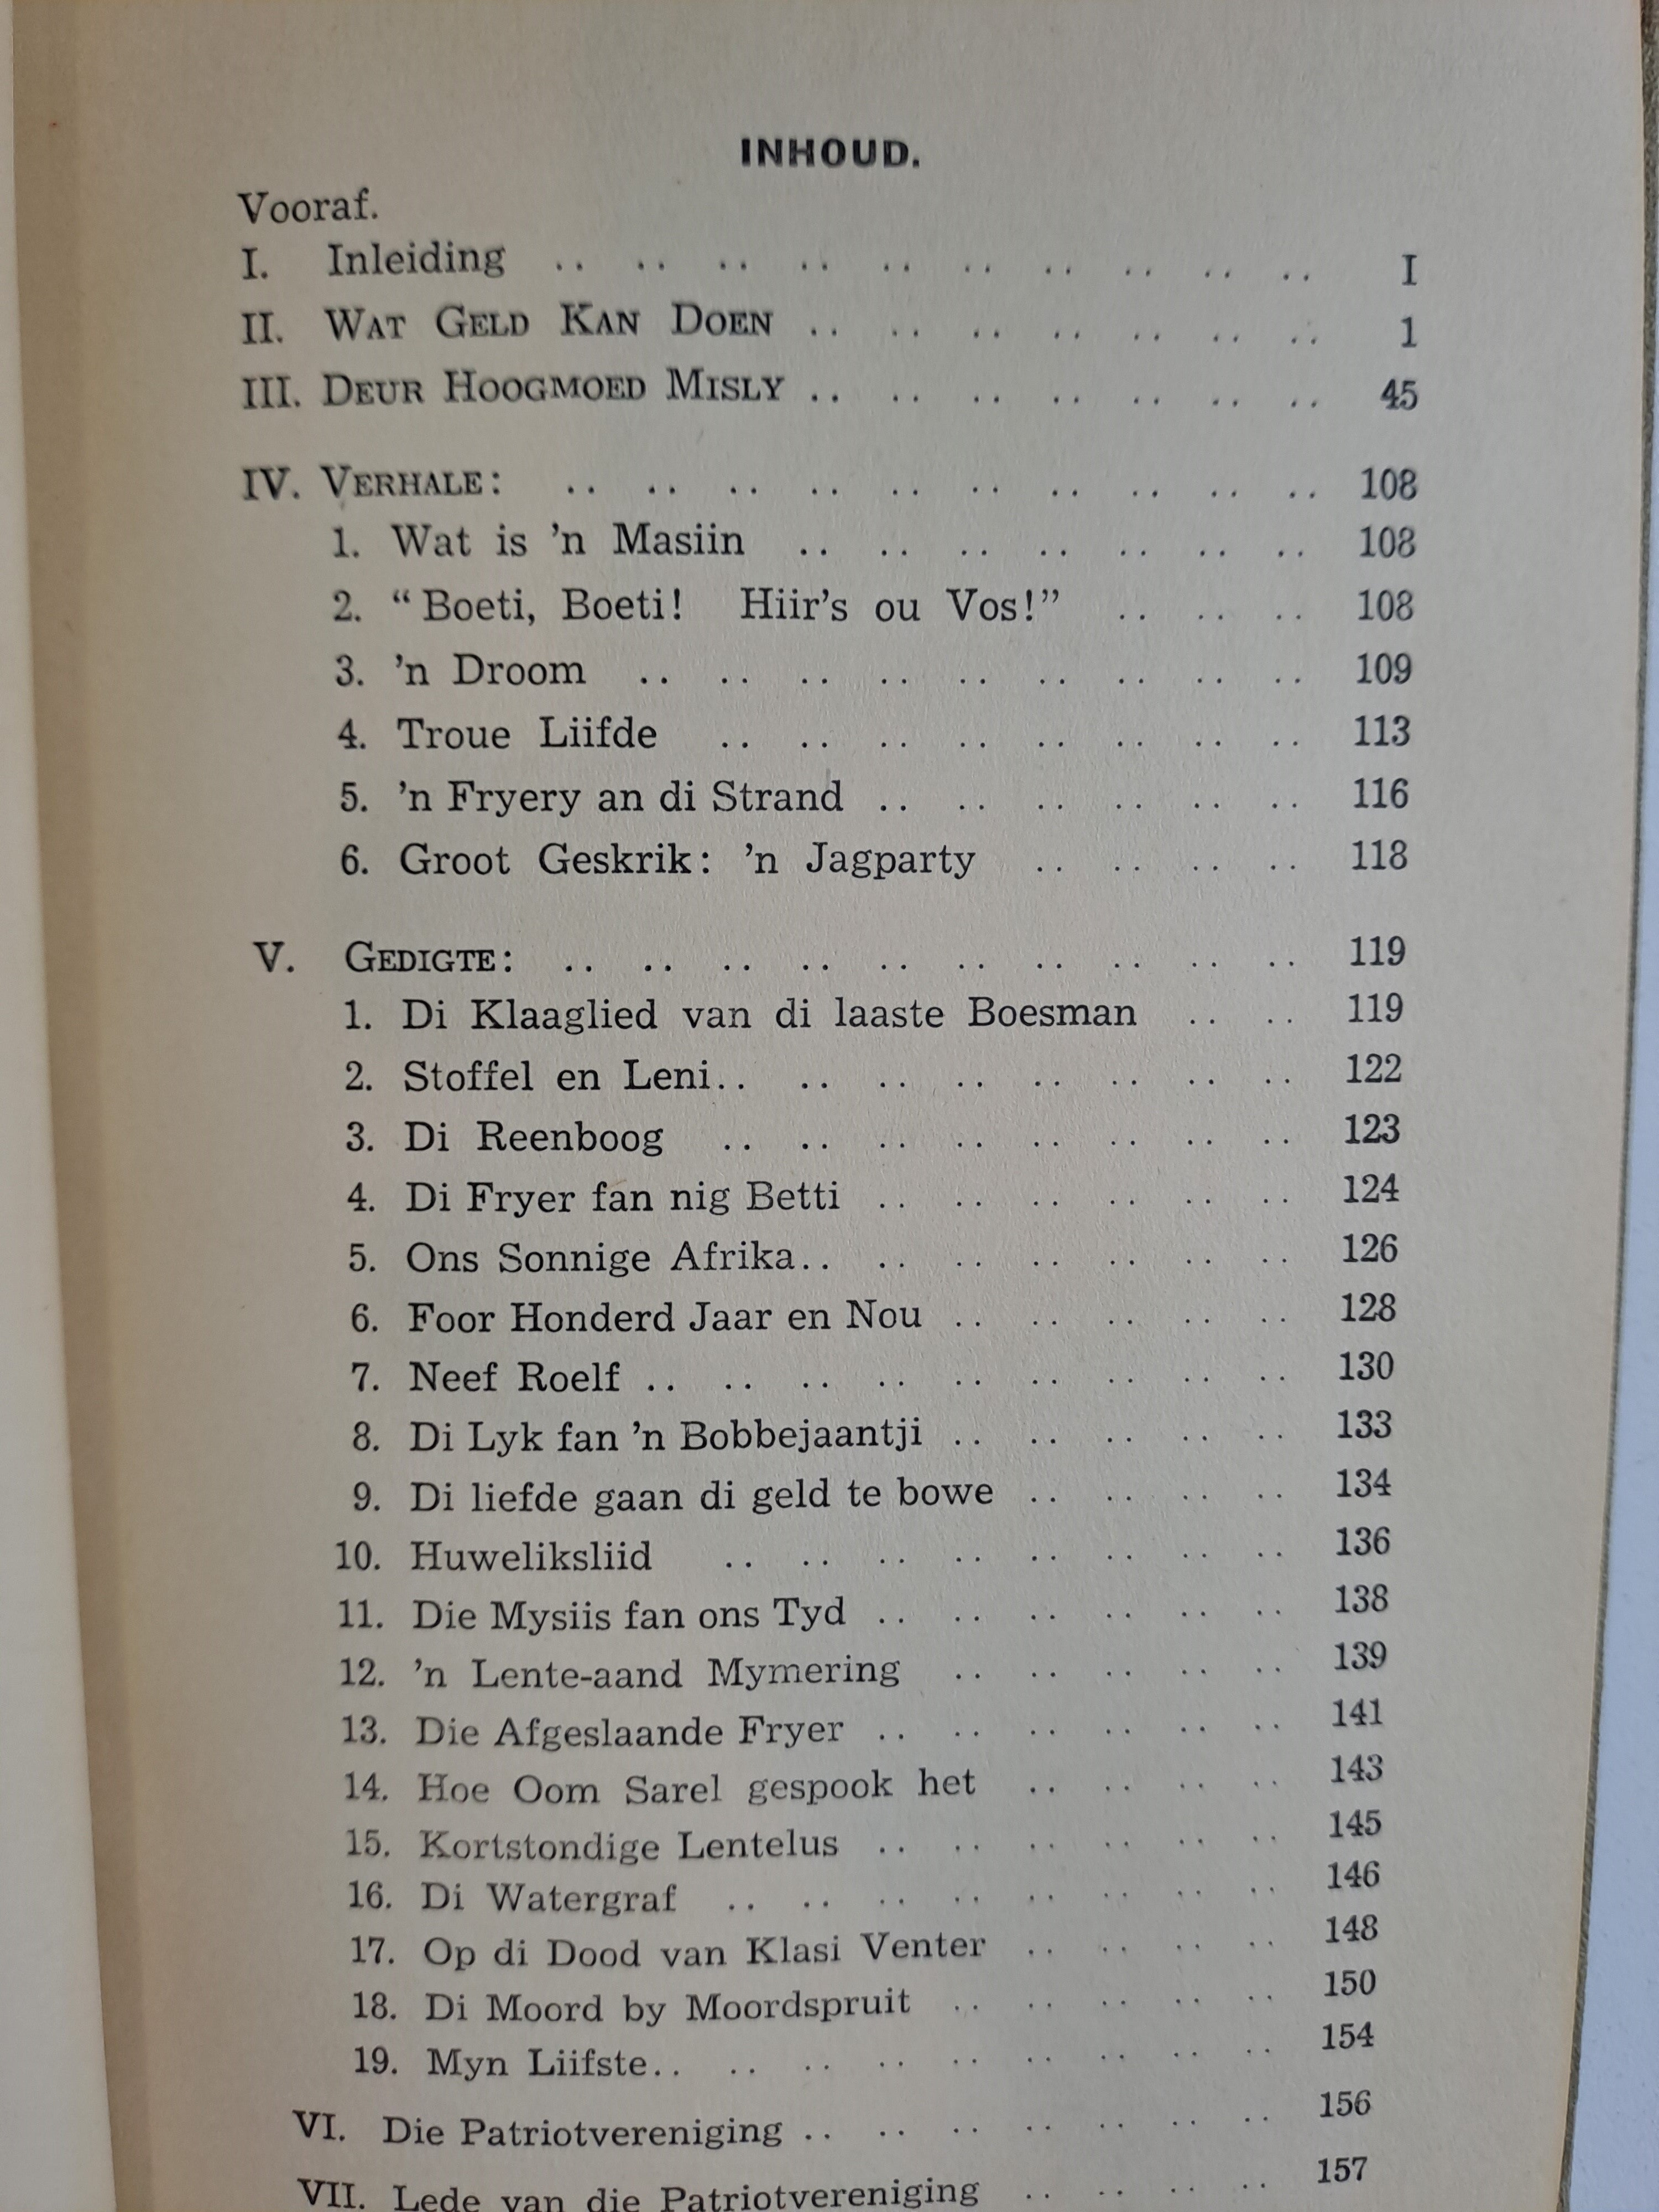 INHOUD.
Vooraf.
I. Inleiding .. .. .. .. .. .. .. .. .. .. I
II. WAT GELD KAN DOEN .. .. .. .. .. .. .. 1
III. DEUR HOOGMOED MISLY .. .. .. .. .. .. .. 45
IV. VERHALE: .. .. .. .. .. .. .. .. .. .. 108
1. Wat is 'n Masiin .. .. .. .. .. .. .. 108
2. “Boeti, Boeti! Hiir's ou Vos!” .. .. .. 108
3. 'n Droom .. .. .. .. .. .. .. .. .. 109
4. Troue Liifde .. .. .. .. .. .. .. .. 113
5. 'n Fryery an di Strand .. .. .. .. .. .. 116
6. Groot Geskrik: 'n Jagparty .. .. .. .. 118
V. GEDIGTE: .. .. .. .. .. .. .. .. .. .. 119
1. Di Klaaglied van di laaste Boesman .. .. 119
2. Stoffel en Leni.. .. .. .. .. .. .. .. 122
3. Di Reenboog .. .. .. .. .. .. .. .. 123
4. Di Fryer fan nig Betti .. .. .. .. .. .. 124
5. Ons Sonnige Afrika.. .. .. .. .. .. .. 126
6. Foor Honderd Jaar en Nou .. .. .. .. .. 128
7. Neef Roelf .. .. .. .. .. .. .. .. .. 130
8. Di Lyk fan 'n Bobbejaantji .. .. .. .. .. 133
9. Di liefde gaan di geld te bowe .. .. .. .. 134
10. Huweliksliid .. .. .. .. .. .. .. .. 136
11. Die Mysiis fan ons Tyd .. .. .. .. .. .. 138
12. 'n Lente-aand Mymering .. .. .. .. .. 139
13. Die Afgeslaande Fryer .. .. .. .. .. .. 141
14. Hoe Oom Sarel gespook het .. .. .. .. 143
15. Kortstondige Lentelus .. .. .. .. .. .. 145
16. Di Watergraf .. .. .. .. .. .. .. .. 146
17. Op di Dood van Klasi Venter .. .. .. .. 148
18. Di Moord by Moordspruit .. .. .. .. .. 150
19. Myn Liifste.. .. .. .. .. .. .. .. .. 154
VI. Die Patriotvereniging .. .. .. .. .. .. .. 156
VII. Lede van die Patriotvereniging .. .. .. .. 157